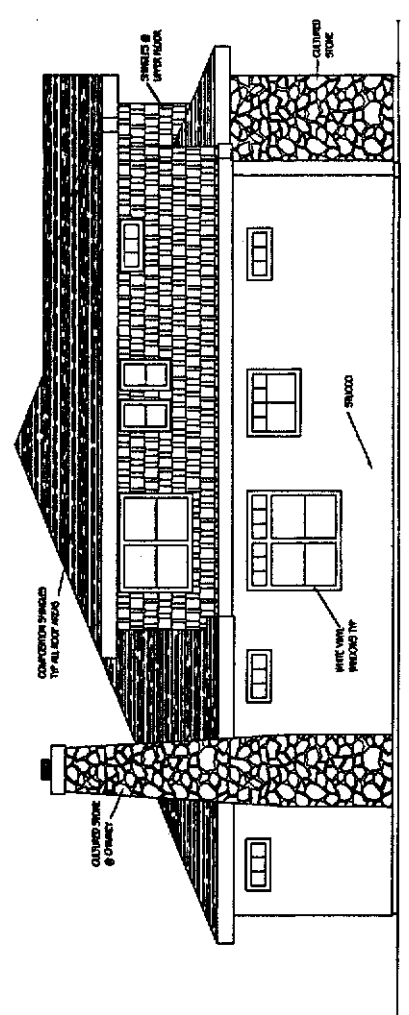 COMPOSITION SHINGLES
TYP ALL ROOF AREAS
SHINGLES @
UPPER FLOOR
CULTURED STONE
@ CHIMNEY
WHITE VINYL
WINDOWS TYP
STUCCO
CULTURED
STONE